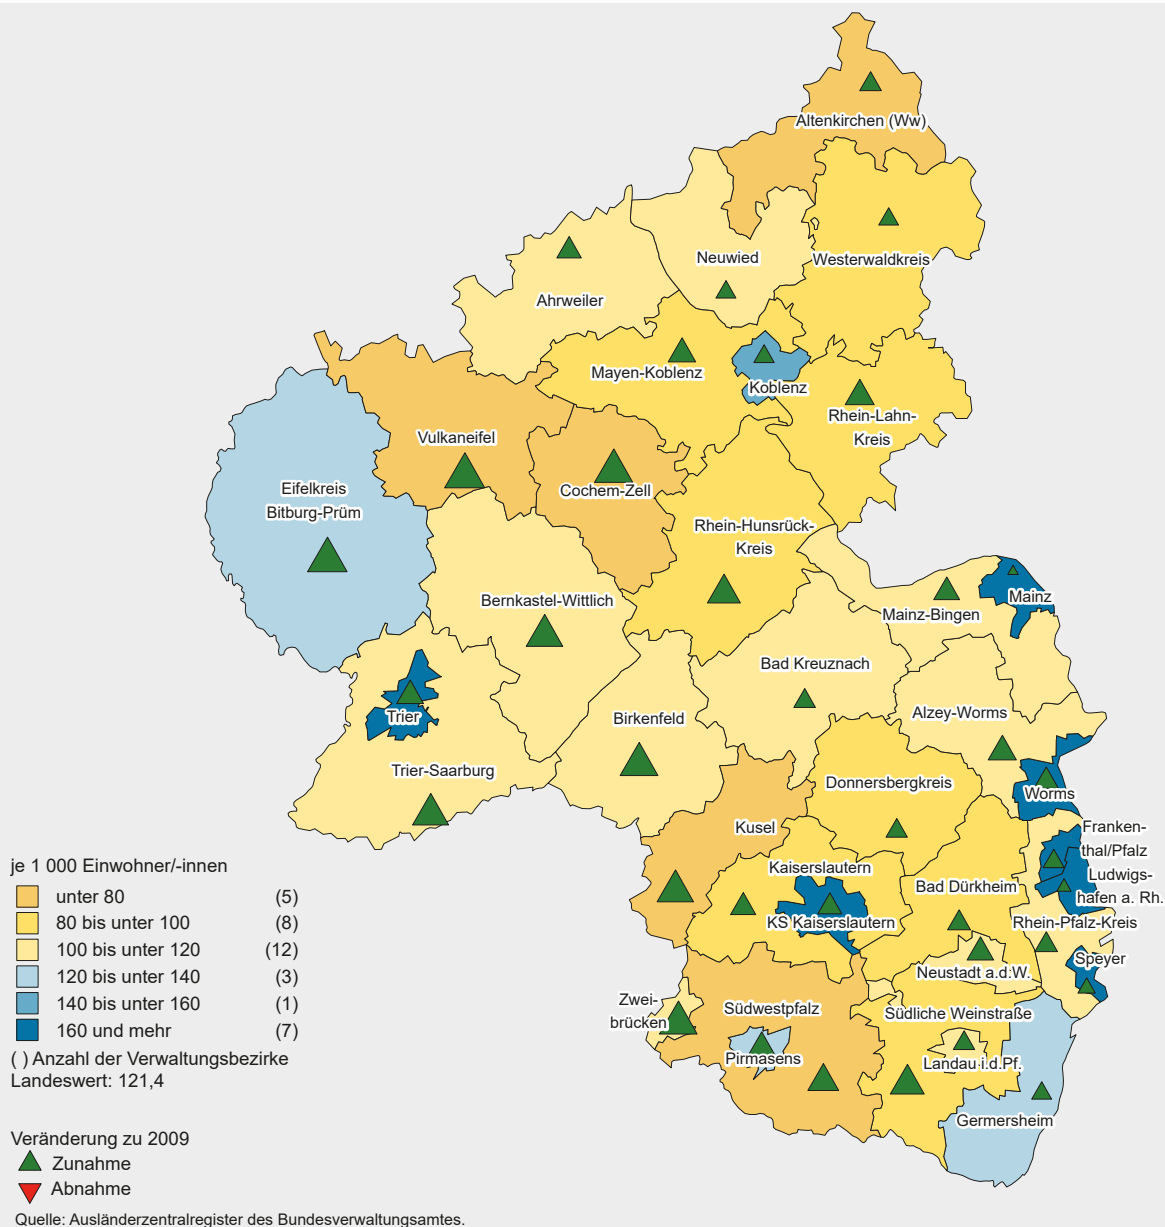 Altenkirchen (Ww)
Neuwied
Westerwaldkreis
Ahrweiler
Mayen-Koblenz
Koblenz
Rhein-Lahn-
Kreis
Vulkaneifel
Cochem-Zell
Eifelkreis
Bitburg-Prüm
Rhein-Hunsrück-
Kreis
Bernkastel-Wittlich
Mainz-Bingen
Mainz
Bad Kreuznach
Trier
Birkenfeld
Alzey-Worms
Trier-Saarburg
Donnersbergkreis
Worms
Kusel
Franken-
thal/Pfalz
Ludwigs-
hafen a. Rh.
Kaiserslautern
Bad Dürkheim
KS Kaiserslautern
Rhein-Pfalz-Kreis
Speyer
Neustadt a.d.W.
Zwei-
brücken
Südwestpfalz
Südliche Weinstraße
Pirmasens
Landau i.d.Pf.
Germersheim
je 1 000 Einwohner/-innen
unter 80 (5)
80 bis unter 100 (8)
100 bis unter 120 (12)
120 bis unter 140 (3)
140 bis unter 160 (1)
160 und mehr (7)
( ) Anzahl der Verwaltungsbezirke
Landeswert: 121,4
Veränderung zu 2009
Zunahme
Abnahme
Quelle: Ausländerzentralregister des Bundesverwaltungsamtes.